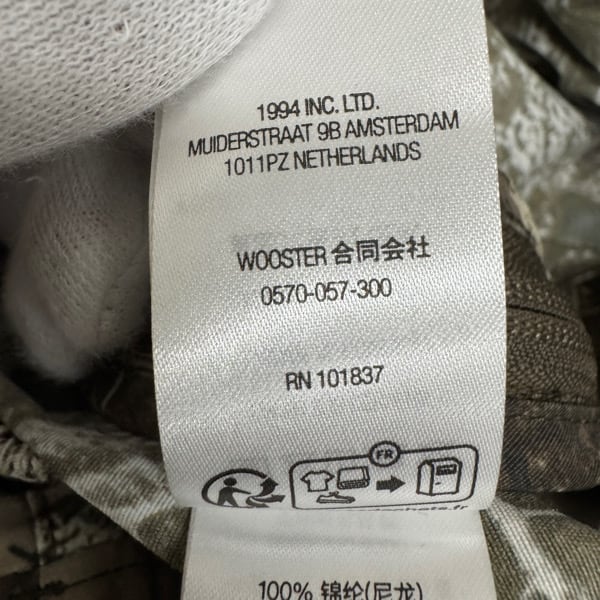 1994 INC. LTD.
MUIDERSTRAAT 9B AMSTERDAM
1011PZ NETHERLANDS
WOOSTER 合同会社
0570-057-300
RN 101837
FR
100% 锦纶(尼龙)